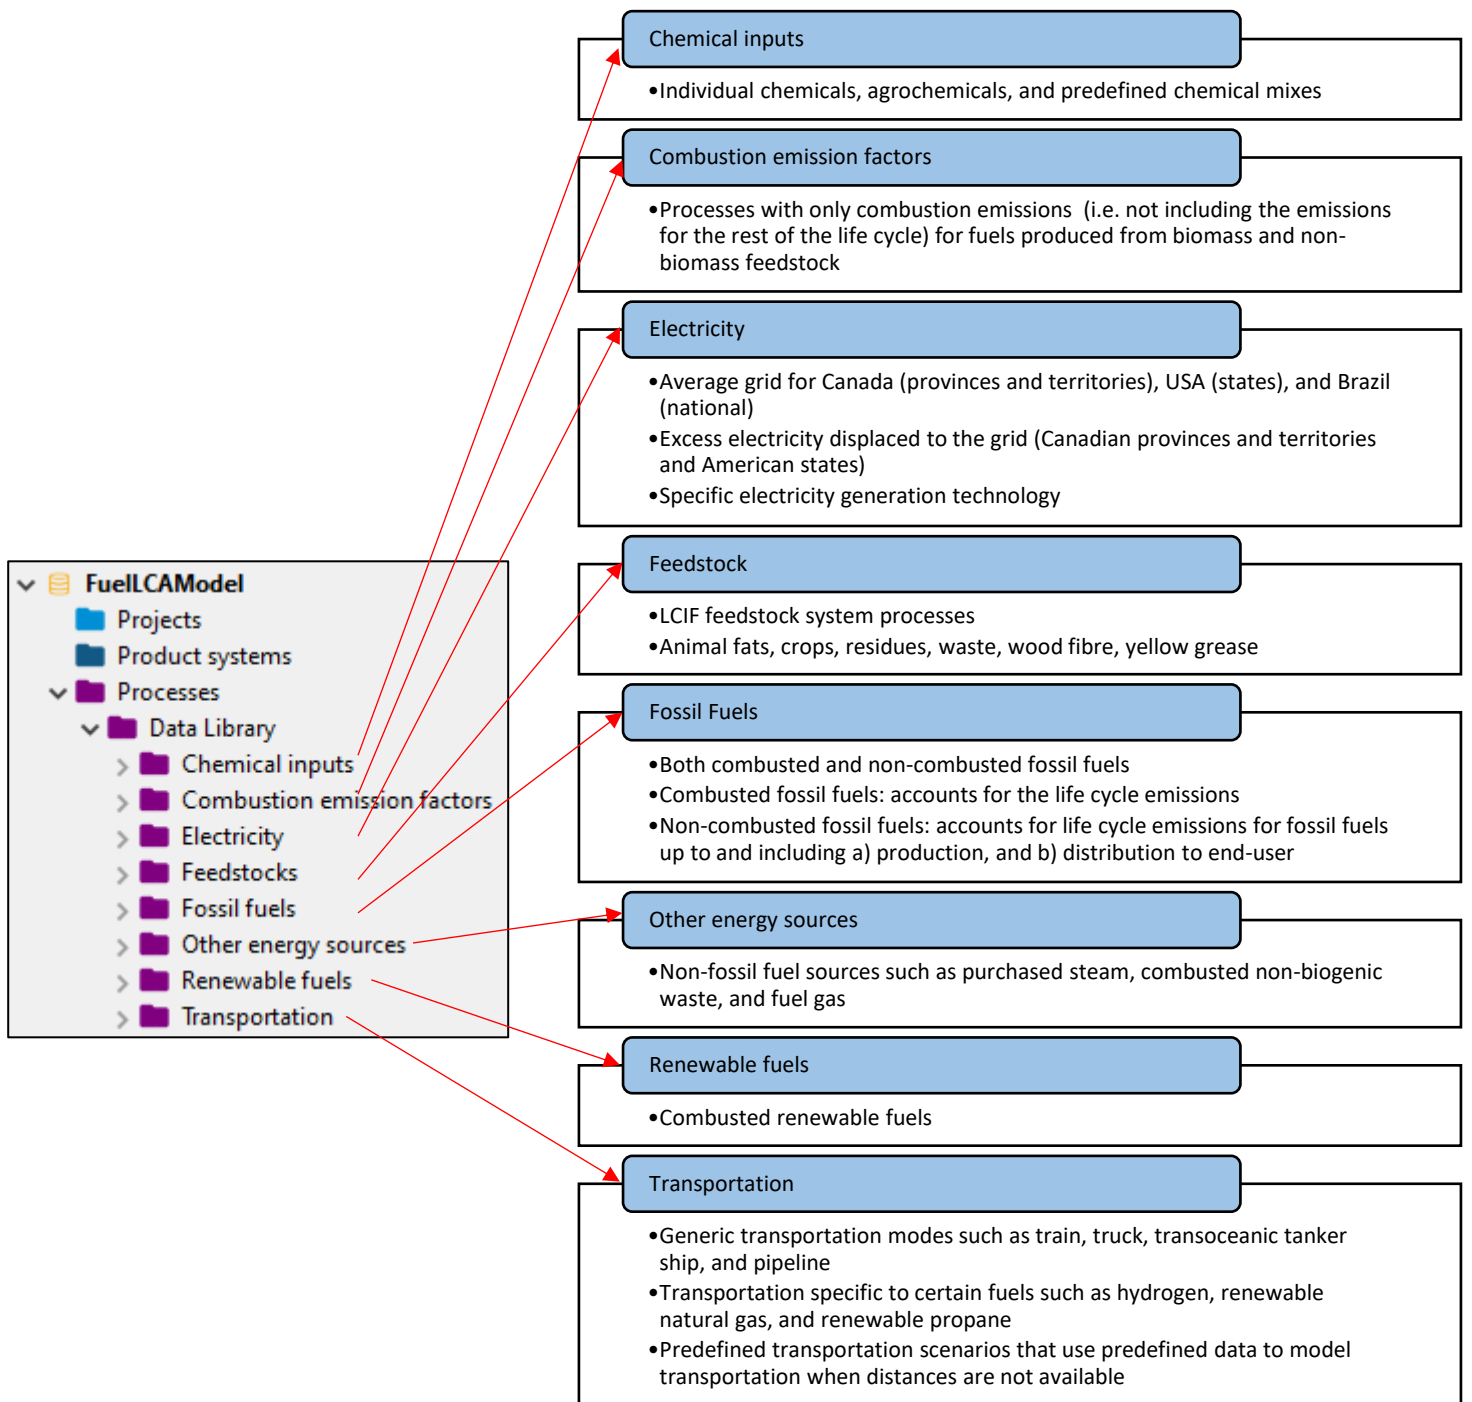 Chemical inputs
•Individual chemicals, agrochemicals, and predefined chemical mixes
Combustion emission factors
•Processes with only combustion emissions (i.e. not including the emissions
for the rest of the life cycle) for fuels produced from biomass and non-
biomass feedstock
Electricity
•Average grid for Canada (provinces and territories), USA (states), and Brazil
(national)
•Excess electricity displaced to the grid (Canadian provinces and territories
and American states)
•Specific electricity generation technology
Feedstock
•LCIF feedstock system processes
•Animal fats, crops, residues, waste, wood fibre, yellow grease
Fossil Fuels
•Both combusted and non-combusted fossil fuels
•Combusted fossil fuels: accounts for the life cycle emissions
•Non-combusted fossil fuels: accounts for life cycle emissions for fossil fuels
up to and including a) production, and b) distribution to end-user
Other energy sources
•Non-fossil fuel sources such as purchased steam, combusted non-biogenic
waste, and fuel gas
Renewable fuels
•Combusted renewable fuels
Transportation
•Generic transportation modes such as train, truck, transoceanic tanker
ship, and pipeline
•Transportation specific to certain fuels such as hydrogen, renewable
natural gas, and renewable propane
•Predefined transportation scenarios that use predefined data to model
transportation when distances are not available
FuelLCAModel
Projects
Product systems
Processes
Data Library
Chemical inputs
Combustion emission factors
Electricity
Feedstocks
Fossil fuels
Other energy sources
Renewable fuels
Transportation